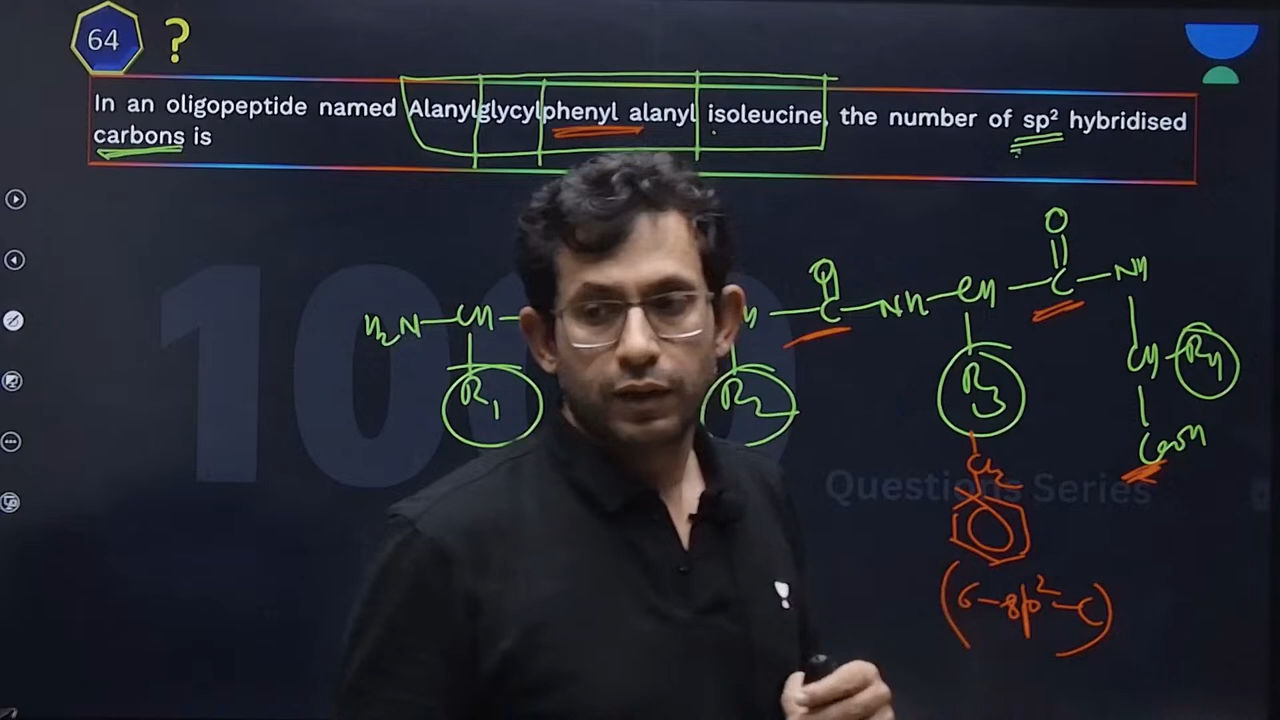 64 ?
In an oligopeptide named Alanylglycylphenyl alanyl isoleucine, the number of sp² hybridised
carbons is
O
O
H₂N-CH-
C-NH-CH-C-NH
R₁
R₂
R₃
CH-R₄
COOH
CH₂
(6-sp²-C)
Questions Series